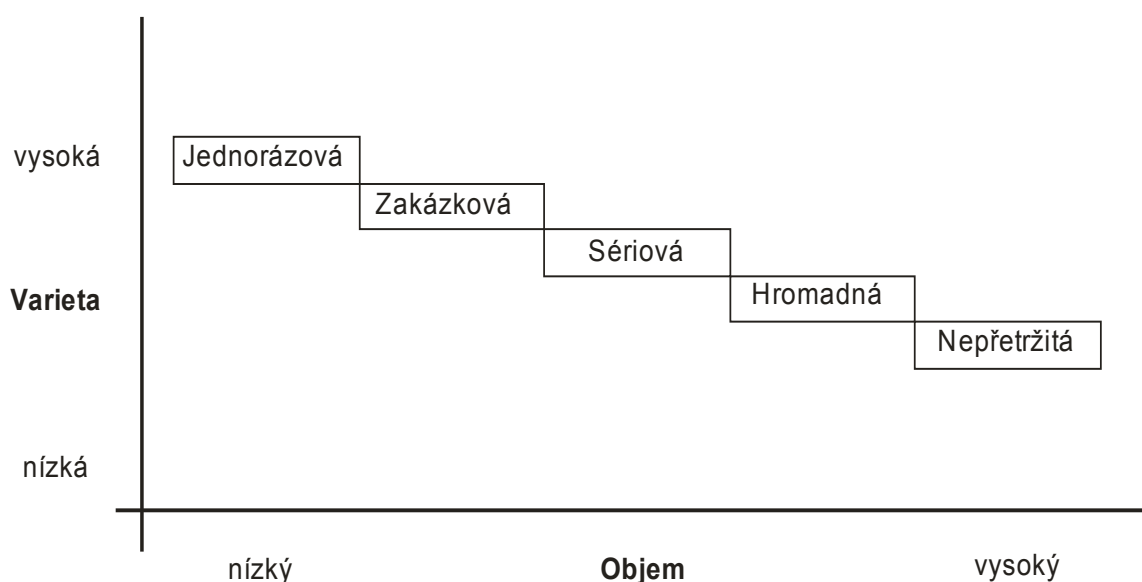 vysoká
Jednorázová
Zakázková
Sériová
Varieta
Hromadná
Nepřetržitá
nízká
nízký
Objem
vysoký